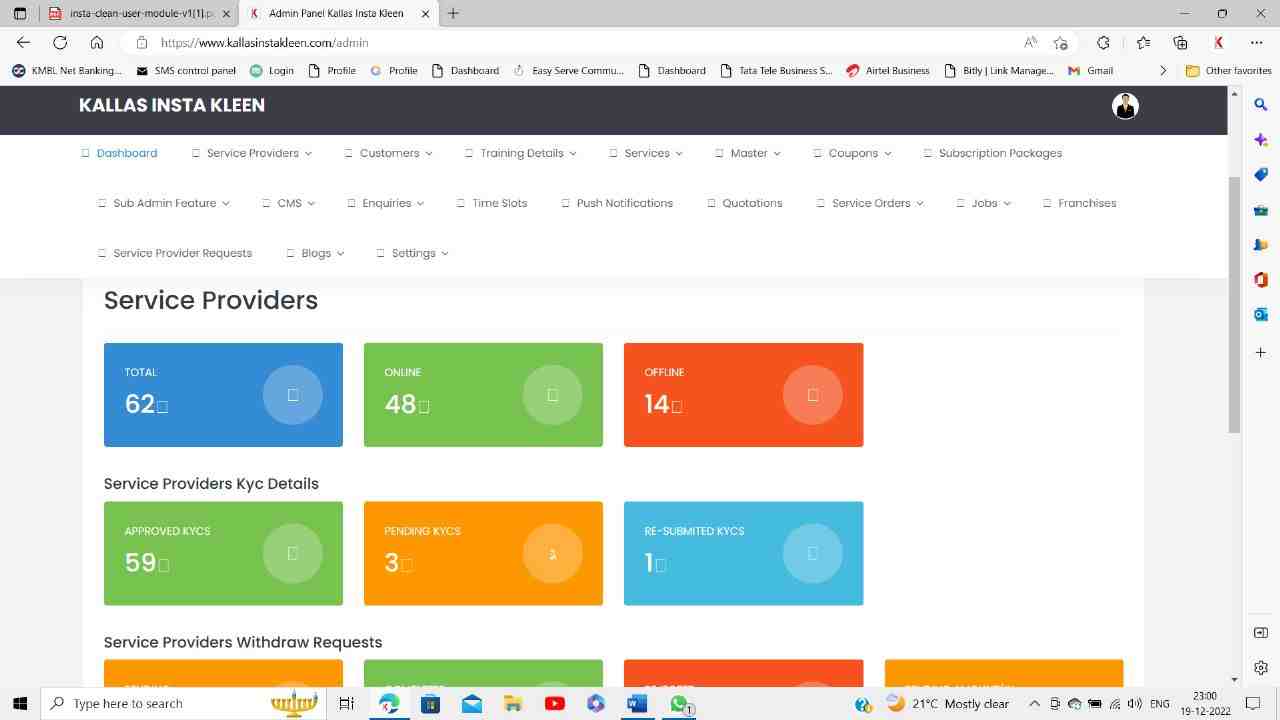 insta-clean-user-module-v1[1].p
K Admin Panel Kallas Insta Kleen
https://www.kallasinstakleen.com/admin
KMBL Net Banking... SMS control panel Login Profile Profile Dashboard Easy Serve Commu... Dashboard Tata Tele Business S... Airtel Business Bitly | Link Manage... Gmail Other favorites
KALLAS INSTA KLEEN
Dashboard Service Providers Customers Training Details Services Master Coupons Subscription Packages
Sub Admin Feature CMS Enquiries Time Slots Push Notifications Quotations Service Orders Jobs Franchises
Service Provider Requests Blogs Settings
Service Providers
TOTAL
62
ONLINE
48
OFFLINE
14
Service Providers Kyc Details
APPROVED KYCS
59
PENDING KYCS
3
RE-SUBMITED KYCS
1
Service Providers Withdraw Requests
Type here to search
21°C Mostly clear
ENG
23:00
19-12-2022